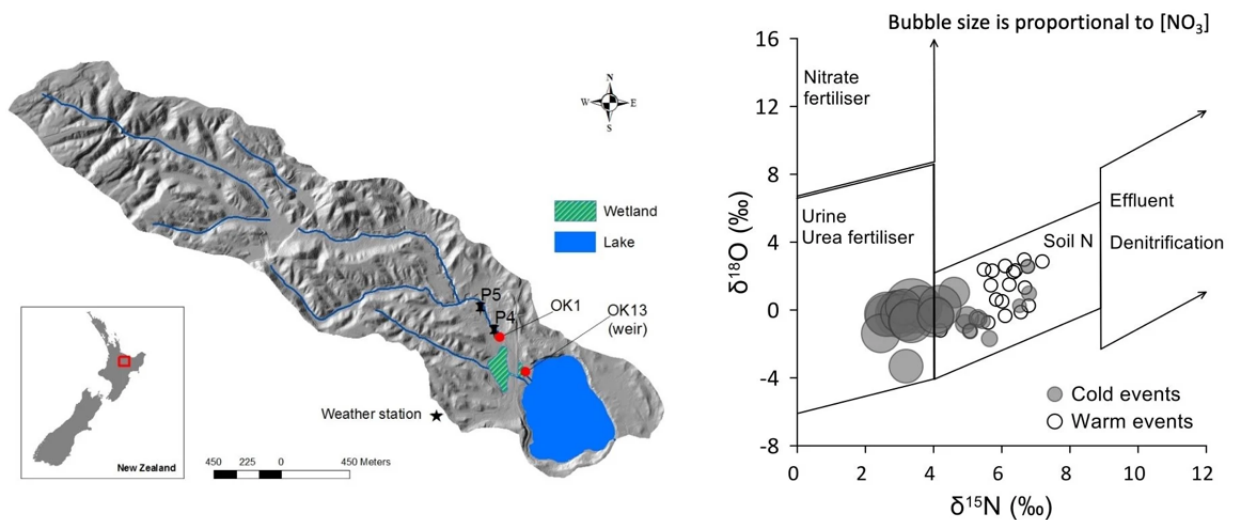 N
W
E
S
Wetland
Lake
P5
P4
OK1
OK13
(weir)
Weather station
New Zealand
450 225 0 450 Meters
Bubble size is proportional to [NO₃]
16
12
8
4
0
-4
-8
δ¹⁸O (‰)
Nitrate
fertiliser
Urine
Urea fertiliser
Soil N
Effluent
Denitrification
Cold events
Warm events
0 2 4 6 8 10 12
δ¹⁵N (‰)